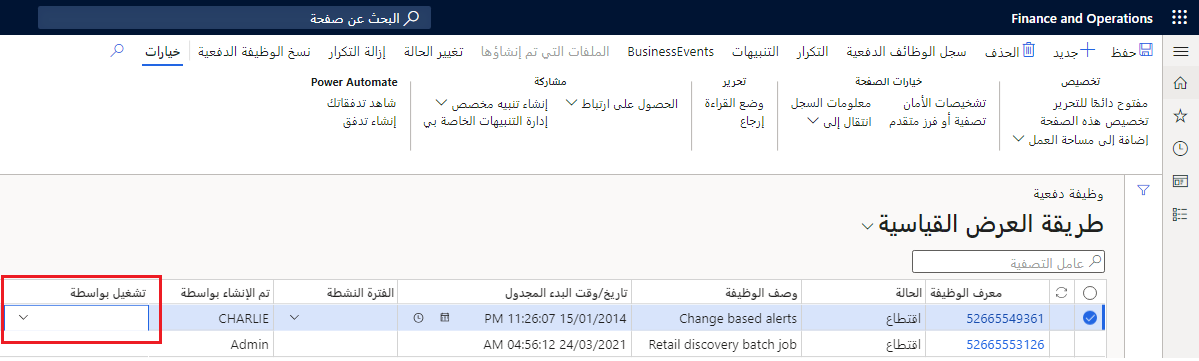 Finance and Operations
البحث عن صفحة
حفظ جديد الحذف سجل الوظائف الدفعية التكرار التنبيهات BusinessEvents الملفات التي تم إنشاؤها تغيير الحالة إزالة التكرار نسخ الوظيفة الدفعية خيارات
تخصيص
مفتوح دائمًا للتحرير
تخصيص هذه الصفحة
إضافة إلى مساحة العمل
خيارات الصفحة
تشخيصات الأمان معلومات السجل
تصفية أو فرز متقدم انتقال إلى
تحرير
وضع القراءة
إرجاع
مشاركة
الحصول على ارتباط إنشاء تنبيه مخصص
إدارة التنبيهات الخاصة بي
Power Automate
شاهد تدفقاتك
إنشاء تدفق
وظيفة دفعية
طريقة العرض القياسية
عامل التصفية
معرف الوظيفة الحالة وصف الوظيفة تاريخ/وقت البدء المجدول الفترة النشطة تم الإنشاء بواسطة تشغيل بواسطة
52665549361 اقتطاع Change based alerts 15/01/2014 11:26:07 PM CHARLIE
52665553126 اقتطاع Retail discovery batch job 24/03/2021 04:56:12 AM Admin